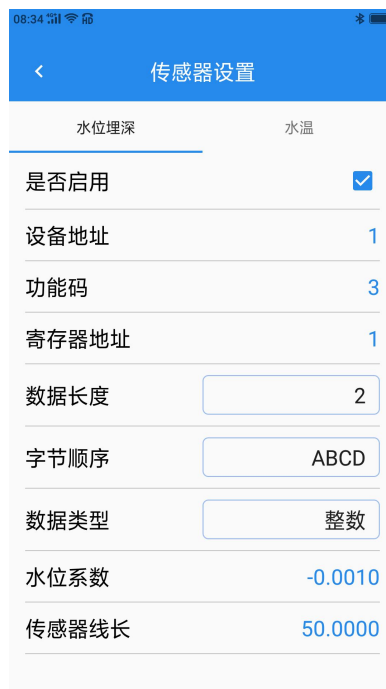 08:34 4G HD
传感器设置
水位埋深 水温
是否启用
设备地址 1
功能码 3
寄存器地址 1
数据长度 2
字节顺序 ABCD
数据类型 整数
水位系数 -0.0010
传感器线长 50.0000